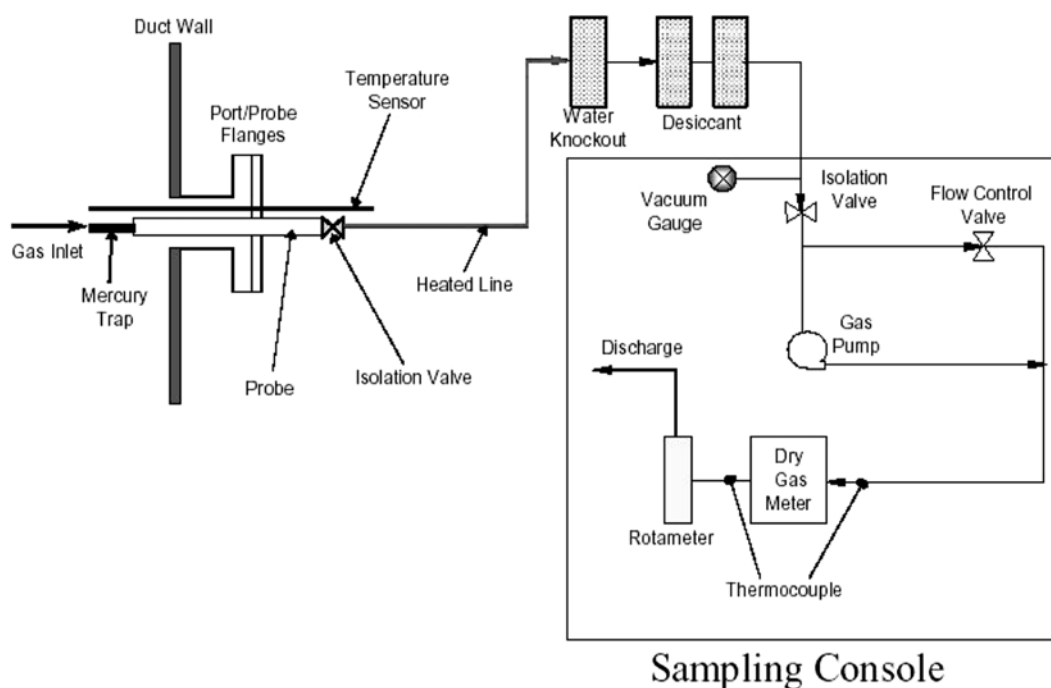 Duct Wall
Temperature
Sensor
Port/Probe
Flanges
Water
Knockout
Desiccant
Gas Inlet
Mercury
Trap
Probe
Isolation Valve
Heated Line
Vacuum
Gauge
Isolation
Valve
Flow Control
Valve
Gas
Pump
Discharge
Dry
Gas
Meter
Rotameter
Thermocouple
Sampling Console